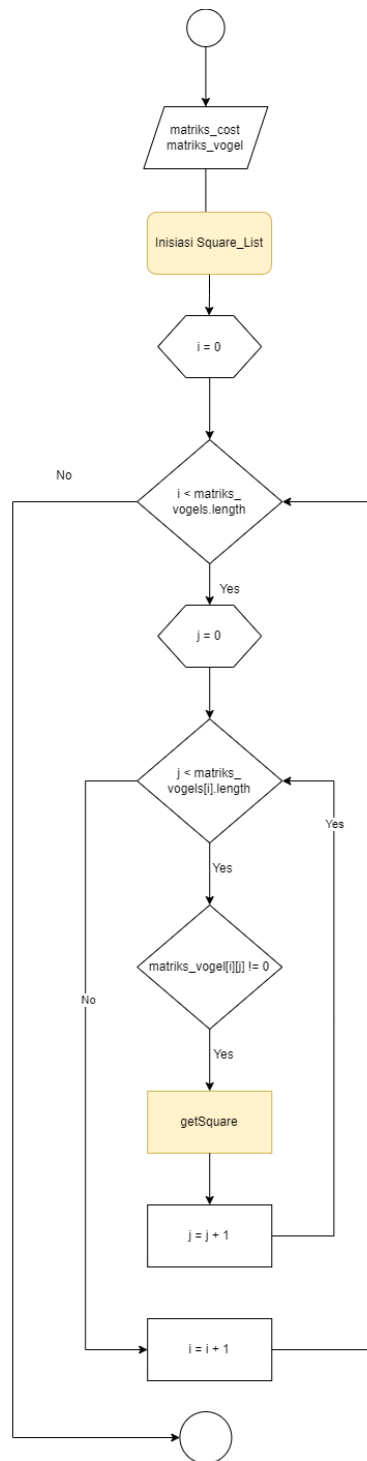 matriks_cost
matriks_vogel
Inisiasi Square_List
i = 0
No
i < matriks_
vogels.length
Yes
j = 0
j < matriks_
vogels[i].length
Yes
Yes
matriks_vogel[i][j] != 0
No
Yes
getSquare
j = j + 1
i = i + 1